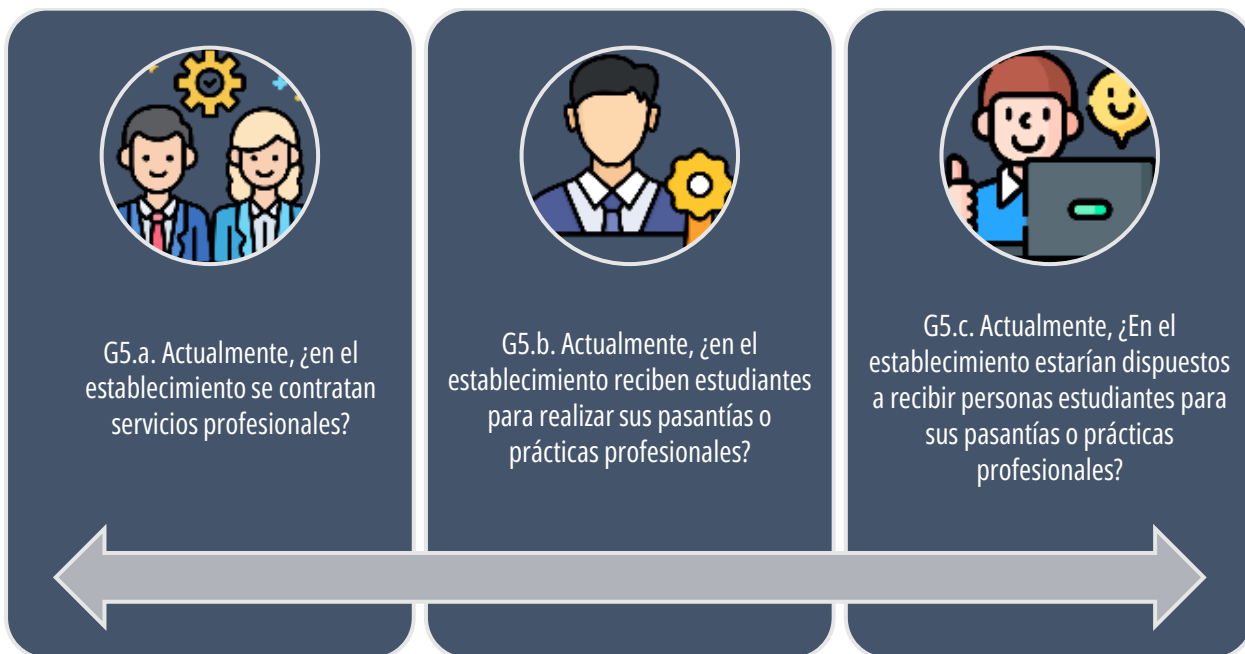 G5.a. Actualmente, ¿en el
establecimiento se contratan
servicios profesionales?
G5.b. Actualmente, ¿en el
establecimiento reciben estudiantes
para realizar sus pasantías o
prácticas profesionales?
G5.c. Actualmente, ¿En el
establecimiento estarían dispuestos
a recibir personas estudiantes para
sus pasantías o prácticas
profesionales?